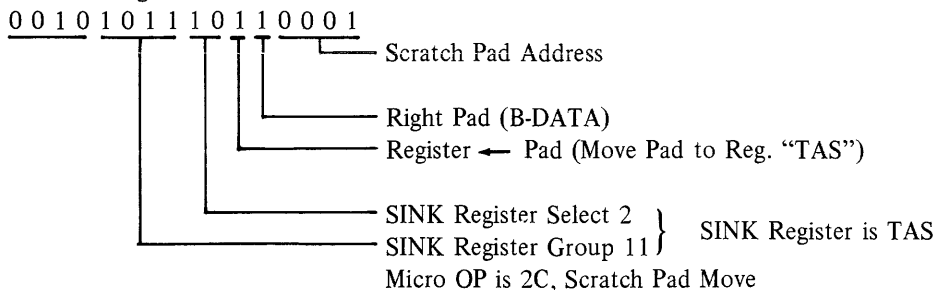 0 0 1 0 1 0 1 1 1 0 1 1 0 0 0 1
Scratch Pad Address
Right Pad (B-DATA)
Register ← Pad (Move Pad to Reg. “TAS”)
SINK Register Select 2
SINK Register is TAS
SINK Register Group 11
Micro OP is 2C, Scratch Pad Move